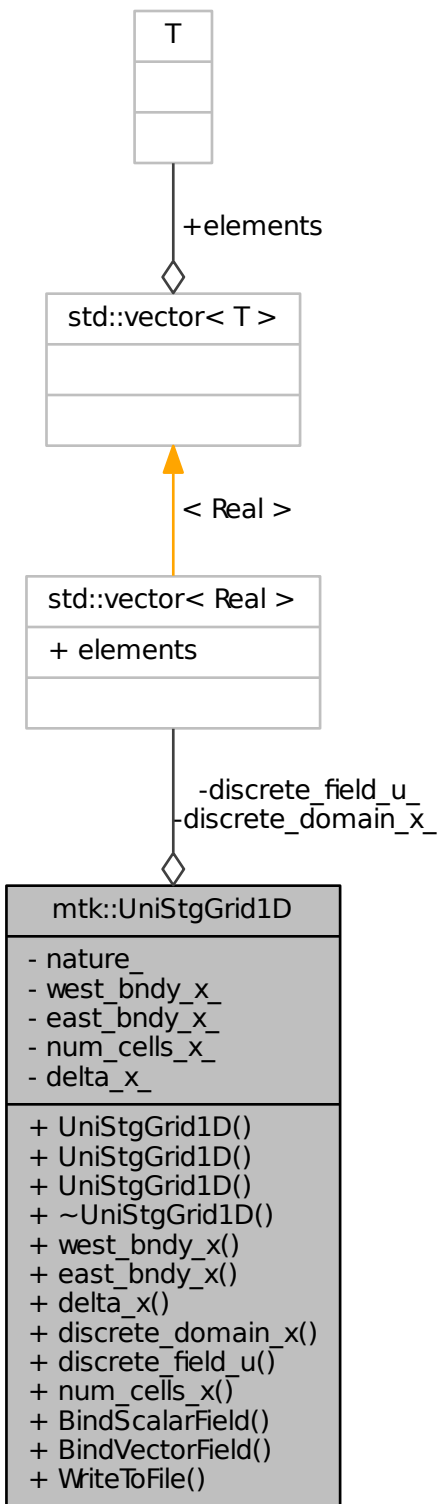 T
+elements
std::vector< T >
< Real >
std::vector< Real >
+ elements
-discrete_field_u_
-discrete_domain_x_
mtk::UniStgGrid1D
- nature_
- west_bndy_x_
- east_bndy_x_
- num_cells_x_
- delta_x_
+ UniStgGrid1D()
+ UniStgGrid1D()
+ UniStgGrid1D()
+ ~UniStgGrid1D()
+ west_bndy_x()
+ east_bndy_x()
+ delta_x()
+ discrete_domain_x()
+ discrete_field_u()
+ num_cells_x()
+ BindScalarField()
+ BindVectorField()
+ WriteToFile()